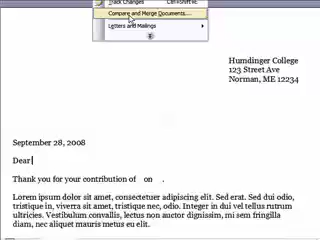 Track Changes Ctrl+Shift+E
Compare and Merge Documents...
Letters and Mailings
Humdinger College
123 Street Ave
Norman, ME 12234
September 28, 2008
Dear
Thank you for your contribution of on .
Lorem ipsum dolor sit amet, consectetuer adipiscing elit. Sed erat. Sed dui odio,
tristique in, viverra sit amet, tristique nec, odio. Integer in dui vel dui rutrum
ultricies. Vestibulum convallis, lectus non auctor dignissim, mi sem fringilla
diam, nec aliquet mauris metus eu elit.